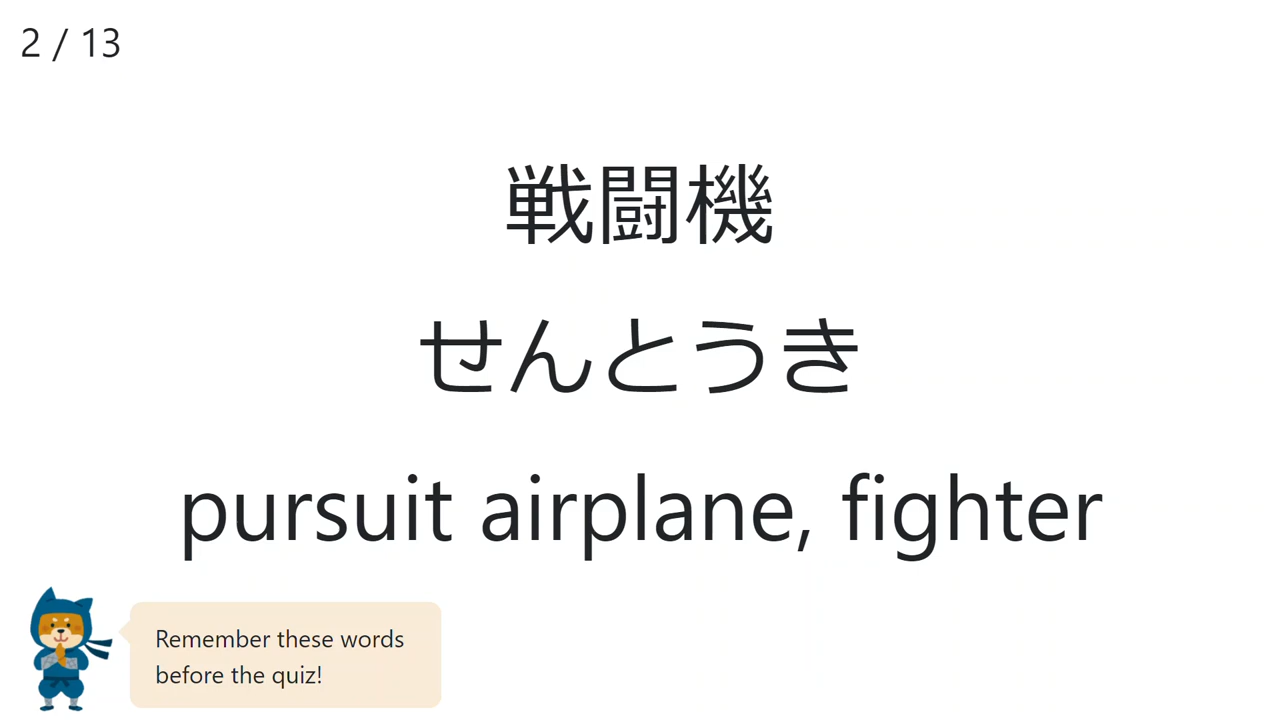 2 / 13
戦闘機
せんとうき
pursuit airplane, fighter
Remember these words
before the quiz!